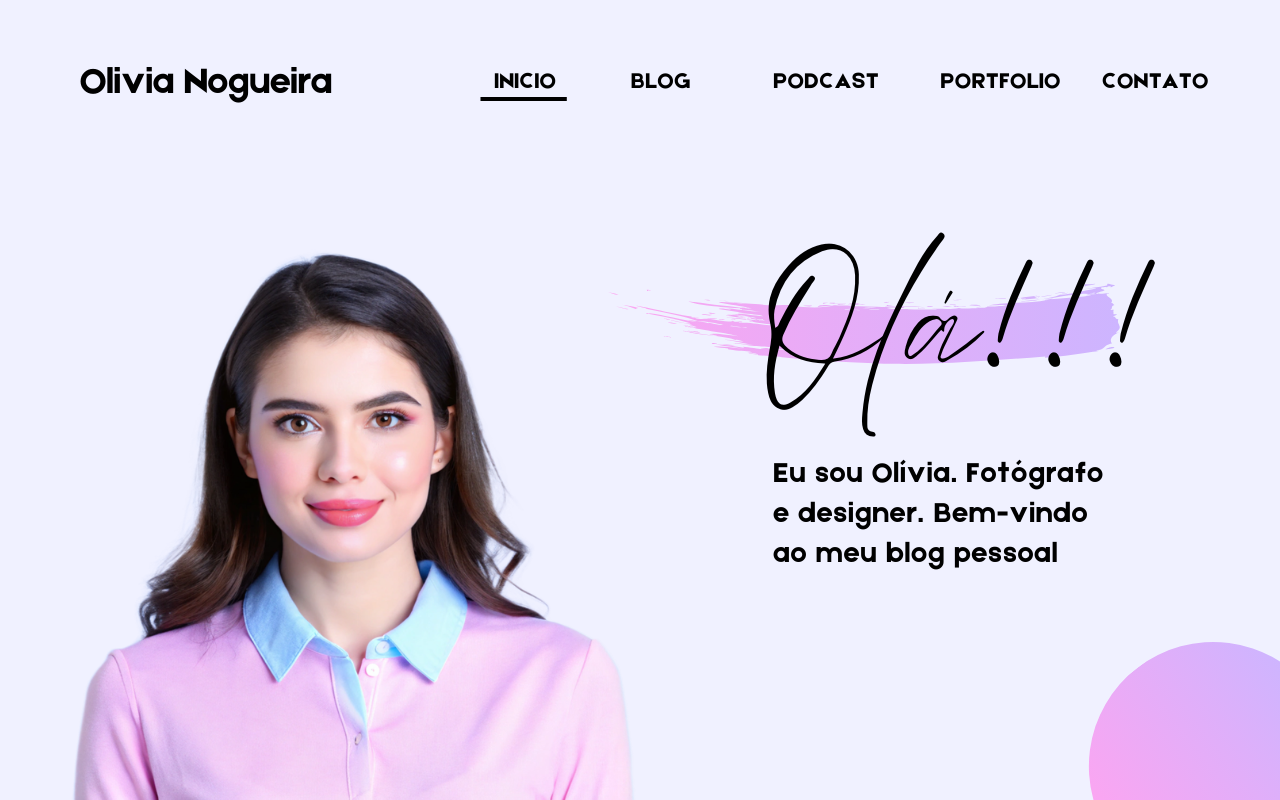 Olivia Nogueira
INICIO BLOG PODCAST PORTFOLIO CONTATO
Olá!!!
Eu sou Olívia. Fotógrafo
e designer. Bem-vindo
ao meu blog pessoal